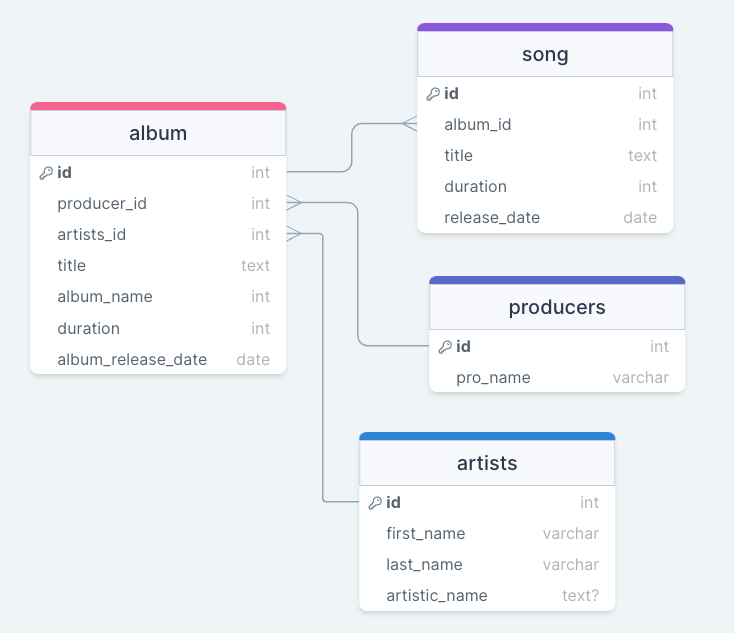 album
id int
producer_id int
artists_id int
title text
album_name int
duration int
album_release_date date
song
id int
album_id int
title text
duration int
release_date date
producers
id int
pro_name varchar
artists
id int
first_name varchar
last_name varchar
artistic_name text?